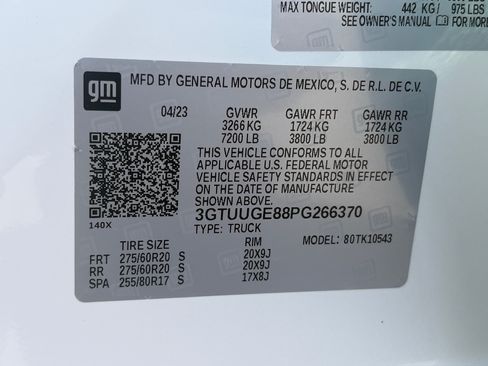 MAX TONGUE WEIGHT: 442 KG/ 975 LBS
SEE OWNER'S MANUAL FOR MORE
gm
MFD BY GENERAL MOTORS DE MEXICO, S. DE R.L. DE C.V.
04/23 GVWR GAWR FRT GAWR RR
3266 KG 1724 KG 1724 KG
7200 LB 3800 LB 3800 LB
THIS VEHICLE CONFORMS TO ALL
APPLICABLE U.S. FEDERAL MOTOR
VEHICLE SAFETY STANDARDS IN EFFECT
ON THE DATE OF MANUFACTURE
SHOWN ABOVE.
140X
3GTUUGE88PG266370
TYPE: TRUCK
MODEL: 80TK10543
TIRE SIZE RIM
FRT 275/60R20 S 20X9J
RR 275/60R20 S 20X9J
SPA 255/80R17 S 17X8J